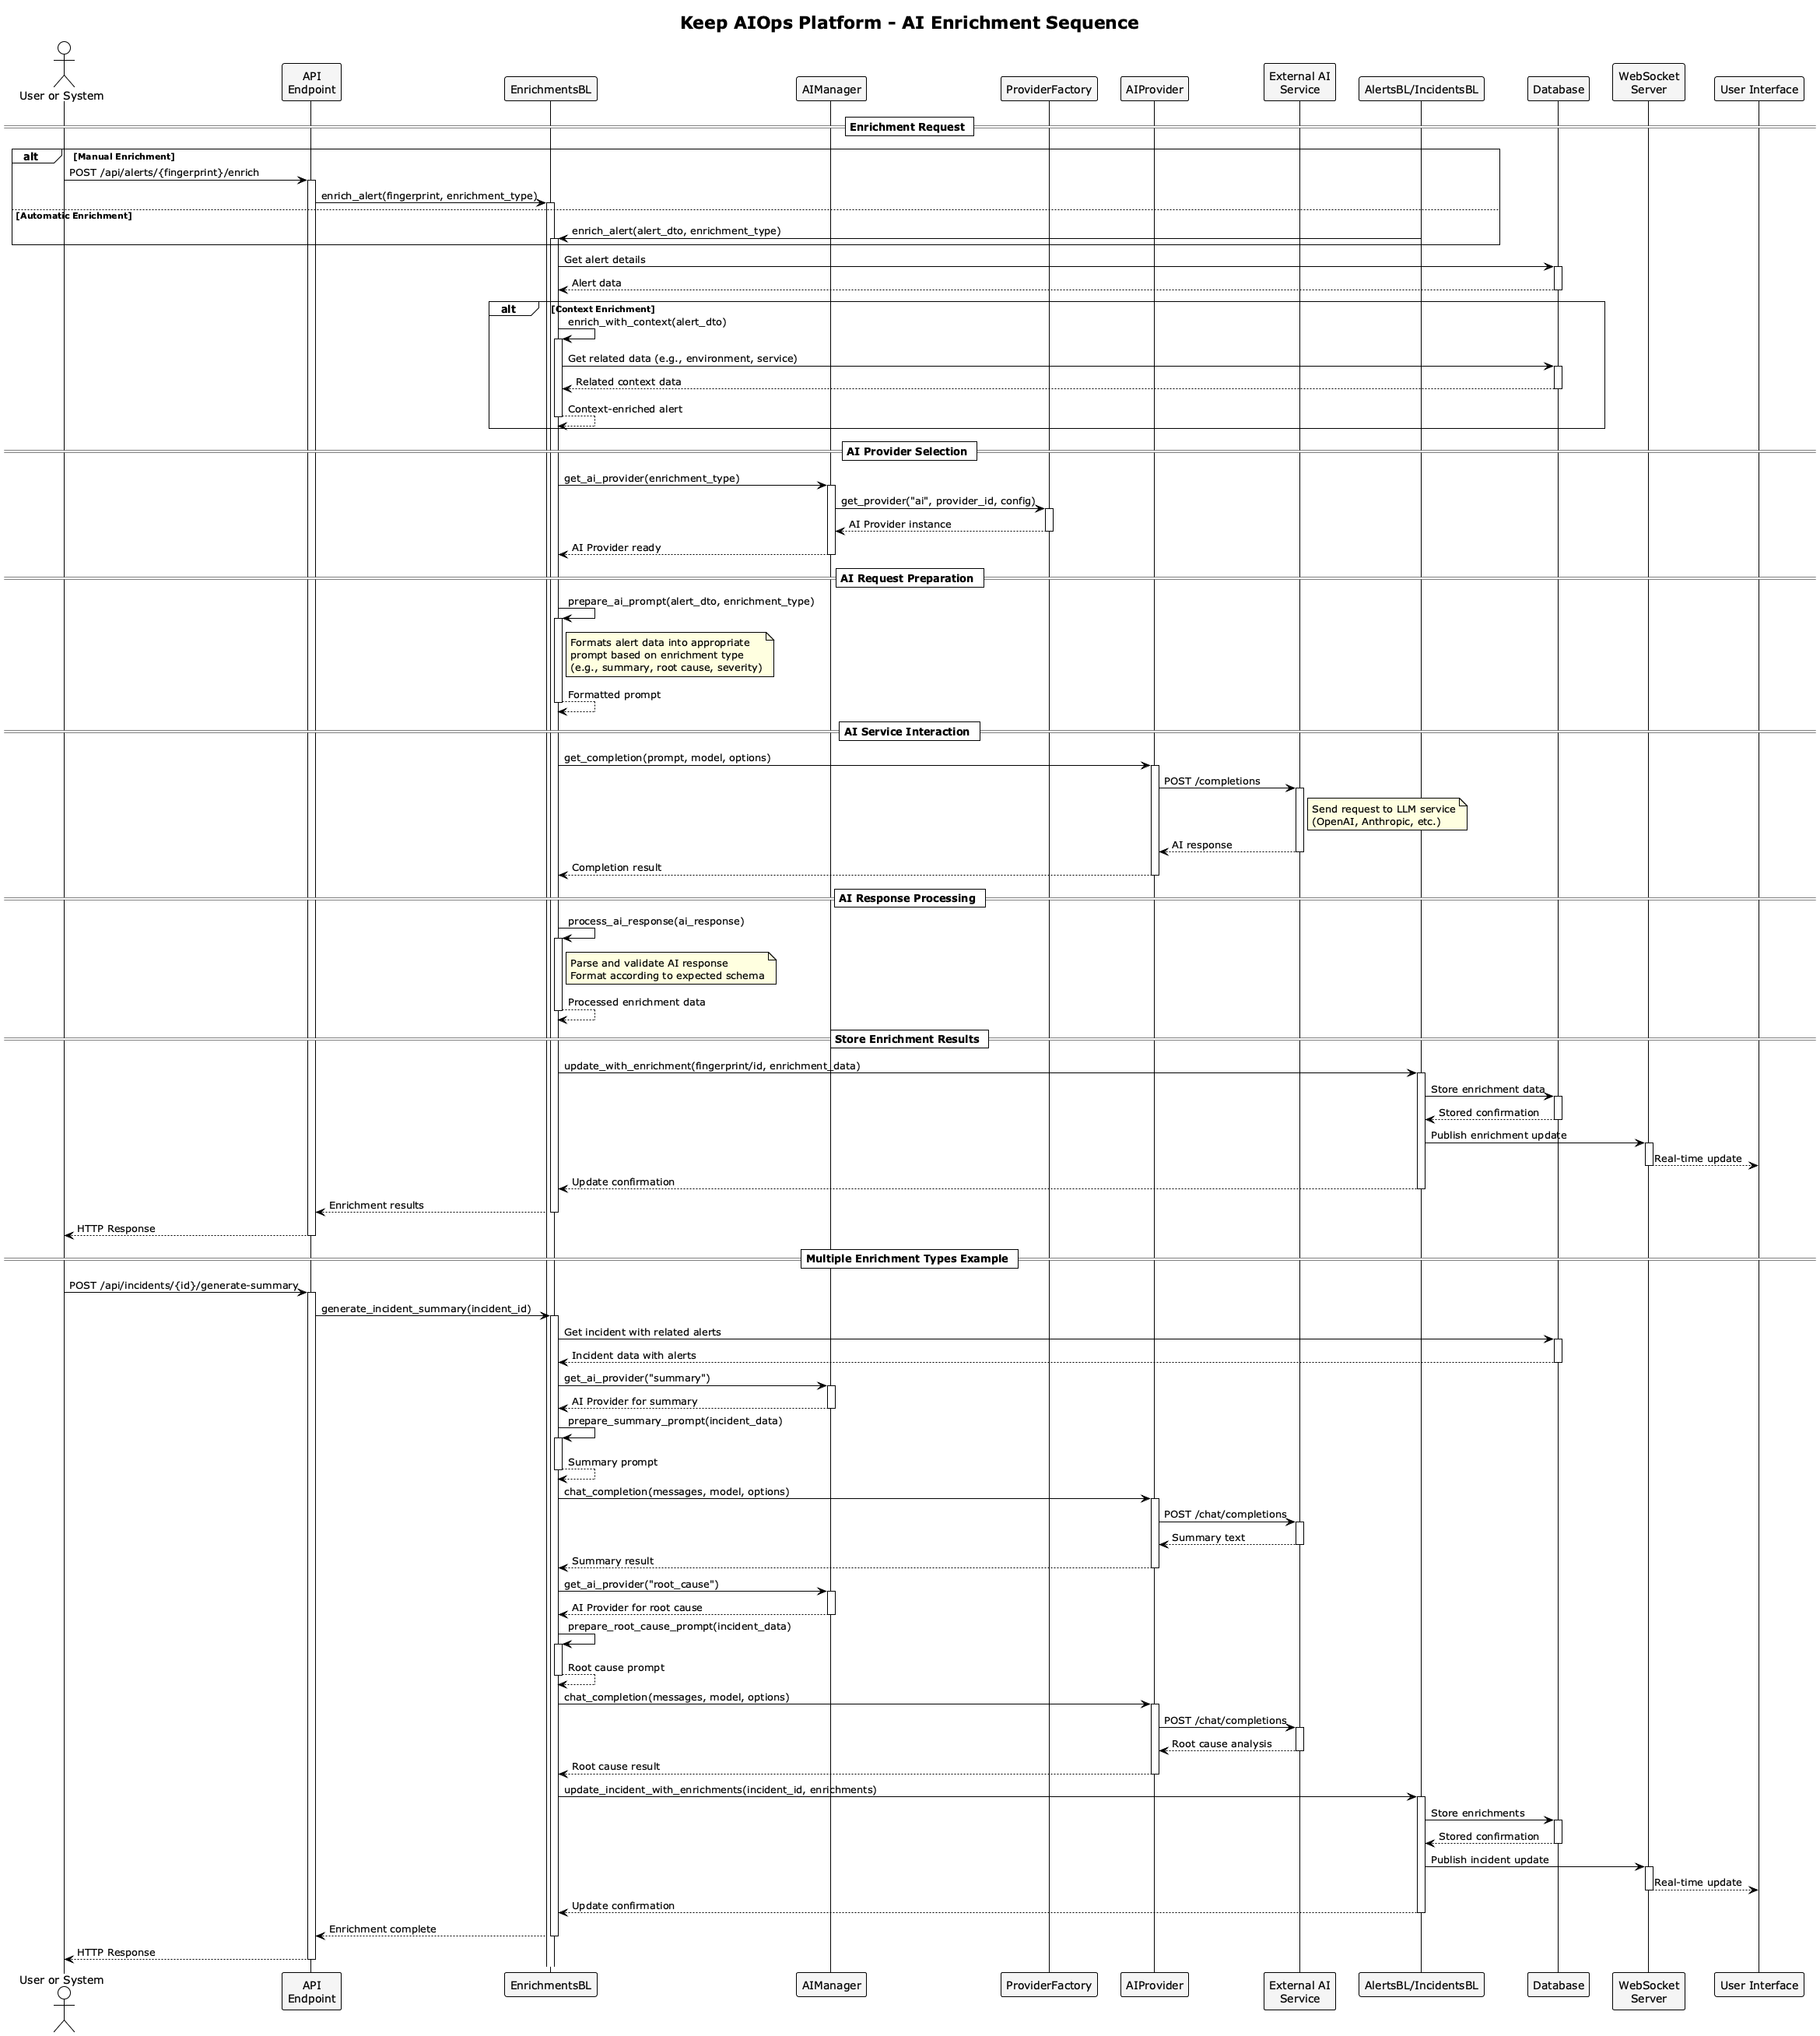 Keep AIOps Platform - AI Enrichment Sequence
User or System
API
Endpoint
EnrichmentsBL
AIManager
ProviderFactory
AIProvider
External AI
Service
AlertsBL/IncidentsBL
Database
WebSocket
Server
User Interface
Enrichment Request
alt [Manual Enrichment]
POST /api/alerts/{fingerprint}/enrich
enrich_alert(fingerprint, enrichment_type)
[Automatic Enrichment]
enrich_alert(alert_dto, enrichment_type)
Get alert details
Alert data
alt [Context Enrichment]
enrich_with_context(alert_dto)
Get related data (e.g., environment, service)
Related context data
Context-enriched alert
AI Provider Selection
get_ai_provider(enrichment_type)
get_provider("ai", provider_id, config)
AI Provider instance
AI Provider ready
AI Request Preparation
prepare_ai_prompt(alert_dto, enrichment_type)
Formats alert data into appropriate
prompt based on enrichment type
(e.g., summary, root cause, severity)
Formatted prompt
AI Service Interaction
get_completion(prompt, model, options)
POST /completions
Send request to LLM service
(OpenAI, Anthropic, etc.)
AI response
Completion result
AI Response Processing
process_ai_response(ai_response)
Parse and validate AI response
Format according to expected schema
Processed enrichment data
Store Enrichment Results
update_with_enrichment(fingerprint/id, enrichment_data)
Store enrichment data
Stored confirmation
Publish enrichment update
Real-time update
Update confirmation
Enrichment results
HTTP Response
Multiple Enrichment Types Example
POST /api/incidents/{id}/generate-summary
generate_incident_summary(incident_id)
Get incident with related alerts
Incident data with alerts
get_ai_provider("summary")
AI Provider for summary
prepare_summary_prompt(incident_data)
Summary prompt
chat_completion(messages, model, options)
POST /chat/completions
Summary text
Summary result
get_ai_provider("root_cause")
AI Provider for root cause
prepare_root_cause_prompt(incident_data)
Root cause prompt
chat_completion(messages, model, options)
POST /chat/completions
Root cause analysis
Root cause result
update_incident_with_enrichments(incident_id, enrichments)
Store enrichments
Stored confirmation
Publish incident update
Real-time update
Update confirmation
Enrichment complete
HTTP Response
User or System
API
Endpoint
EnrichmentsBL
AIManager
ProviderFactory
AIProvider
External AI
Service
AlertsBL/IncidentsBL
Database
WebSocket
Server
User Interface